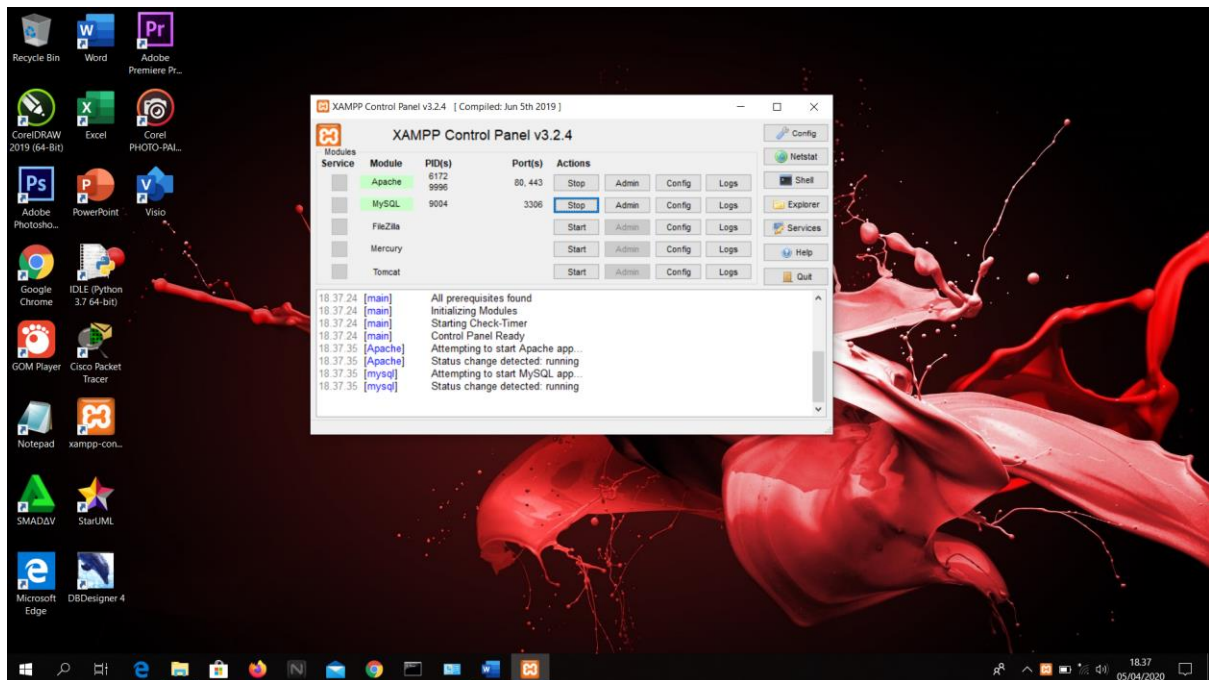 Recycle Bin
Word
Adobe
Premiere Pr...
CorelDRAW
2019 (64-Bit)
Excel
Corel
PHOTO-PAI...
Adobe
Photosho...
PowerPoint
Visio
Google
Chrome
IDLE (Python
3.7 64-bit)
GOM Player
Cisco Packet
Tracer
Notepad
xampp-con...
SMADΔV
StarUML
Microsoft
Edge
DBDesigner 4
XAMPP Control Panel v3.2.4 [ Compiled: Jun 5th 2019 ]
XAMPP Control Panel v3.2.4
Modules
Service Module PID(s) Port(s) Actions
Apache 6172 9996 80, 443 Stop Admin Config Logs
MySQL 9004 3306 Stop Admin Config Logs
FileZilla Start Admin Config Logs
Mercury Start Admin Config Logs
Tomcat Start Admin Config Logs
Config
Netstat
Shell
Explorer
Services
Help
Quit
18.37.24 [main] All prerequisites found
18.37.24 [main] Initializing Modules
18.37.24 [main] Starting Check-Timer
18.37.24 [main] Control Panel Ready
18.37.35 [Apache] Attempting to start Apache app...
18.37.35 [Apache] Status change detected: running
18.37.35 [mysql] Attempting to start MySQL app...
18.37.35 [mysql] Status change detected: running
18.37
05/04/2020